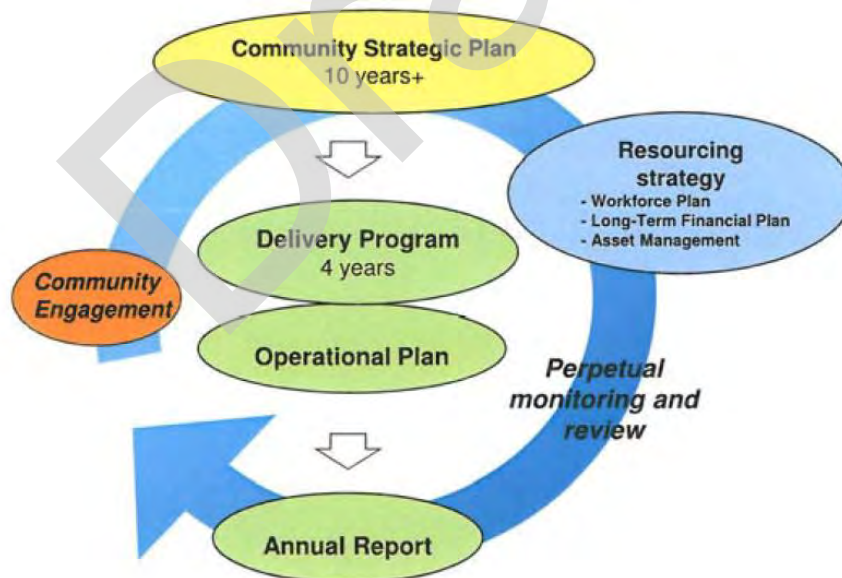 Community Strategic Plan
10 years+
Resourcing
strategy
- Workforce Plan
- Long-Term Financial Plan
- Asset Management
Delivery Program
4 years
Community
Engagement
Operational Plan
Perpetual
monitoring and
review
Annual Report